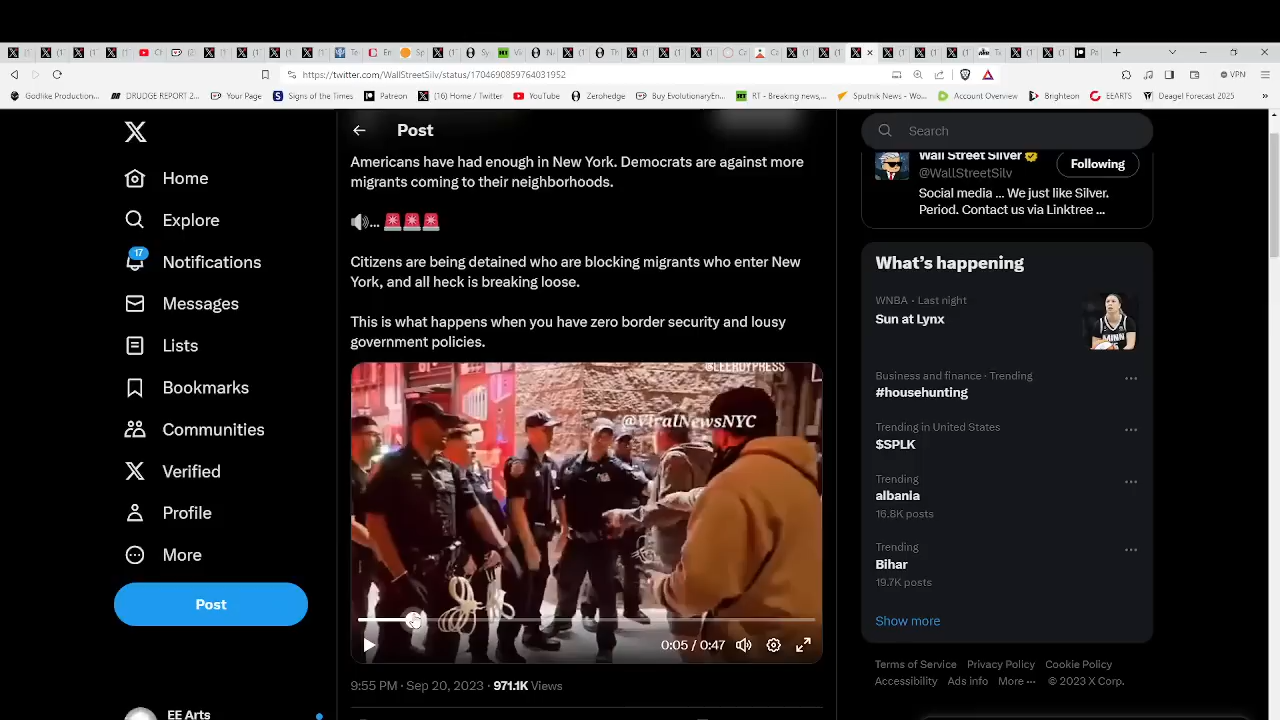 https://twitter.com/WallStreetSilv/status/1704690859764031952
VPN
Godlike Production...
DRUDGE REPORT 2...
Your Page
Signs of the Times
Patreon
(16) Home / Twitter
YouTube
Zerohedge
Buy EvolutionaryEn...
RT - Breaking news,...
Sputnik News - Wo...
Account Overview
Brighteon
EEARTS
Deagel Forecast 2025
Home
Explore
17
Notifications
Messages
Lists
Bookmarks
Communities
Verified
Profile
More
Post
EE Arts
Post
Americans have had enough in New York. Democrats are against more
migrants coming to their neighborhoods.
...
Citizens are being detained who are blocking migrants who enter New
York, and all heck is breaking loose.
This is what happens when you have zero border security and lousy
government policies.
@LEEROYPRESS
@ViralNewsNYC
0:05 / 0:47
9:55 PM · Sep 20, 2023 · 971.1K Views
Search
Wall Street Silver
@WallStreetSilv
Following
Social media ... We just like Silver.
Period. Contact us via Linktree ...
What's happening
WNBA · Last night
Sun at Lynx
Business and finance · Trending
#househunting
Trending in United States
$SPLK
Trending
albania
16.8K posts
Trending
Bihar
19.7K posts
Show more
Terms of Service Privacy Policy Cookie Policy
Accessibility Ads info More ··· © 2023 X Corp.